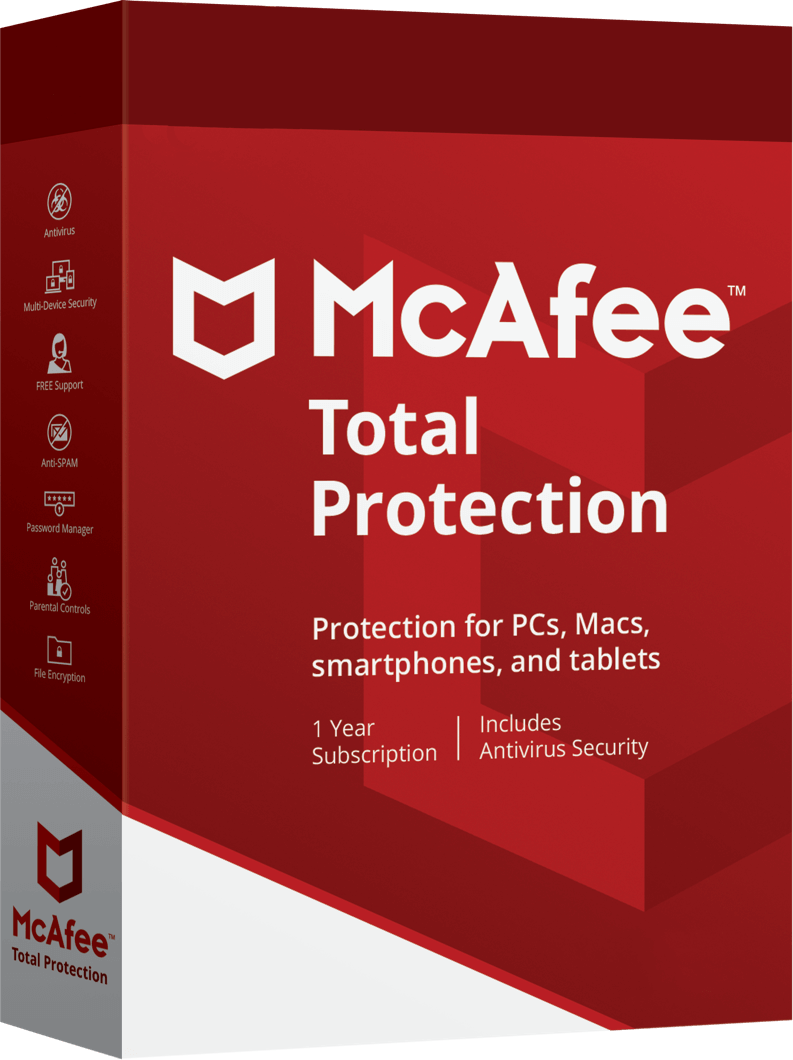 McAfee™
Total
Protection
Protection for PCs, Macs,
smartphones, and tablets
1 Year
Subscription
Includes
Antivirus Security
Antivirus
Multi-Device Security
FREE Support
Anti-SPAM
Password Manager
Parental Controls
File Encryption
McAfee™
Total Protection